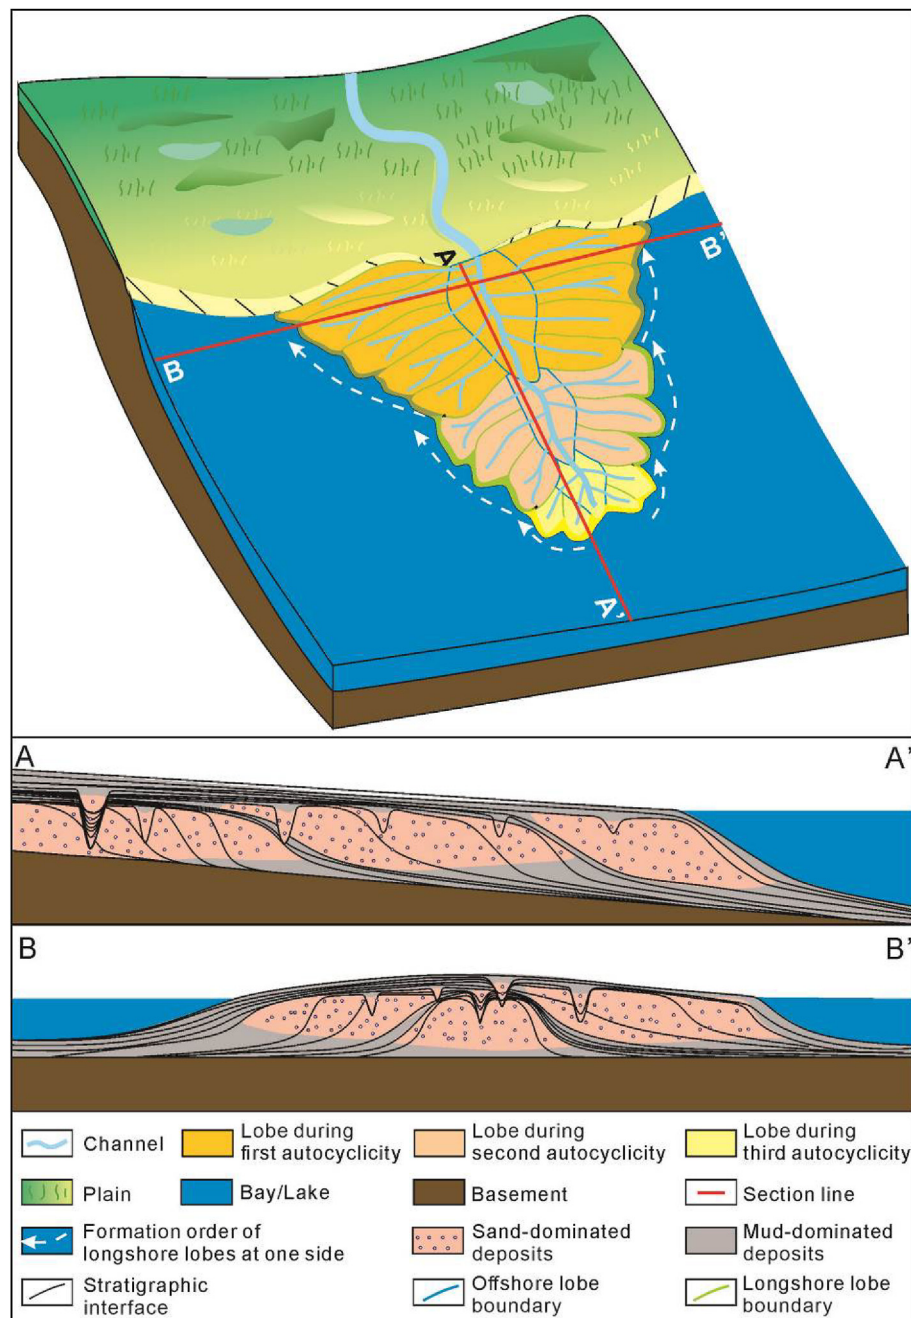 A
B'
B
A'
A
A'
B
B'
Channel
Lobe during
first autocyclicity
Lobe during
second autocyclicity
Lobe during
third autocyclicity
Plain
Bay/Lake
Basement
Section line
Formation order of
longshore lobes at one side
Sand-dominated
deposits
Mud-dominated
deposits
Stratigraphic
interface
Offshore lobe
boundary
Longshore lobe
boundary